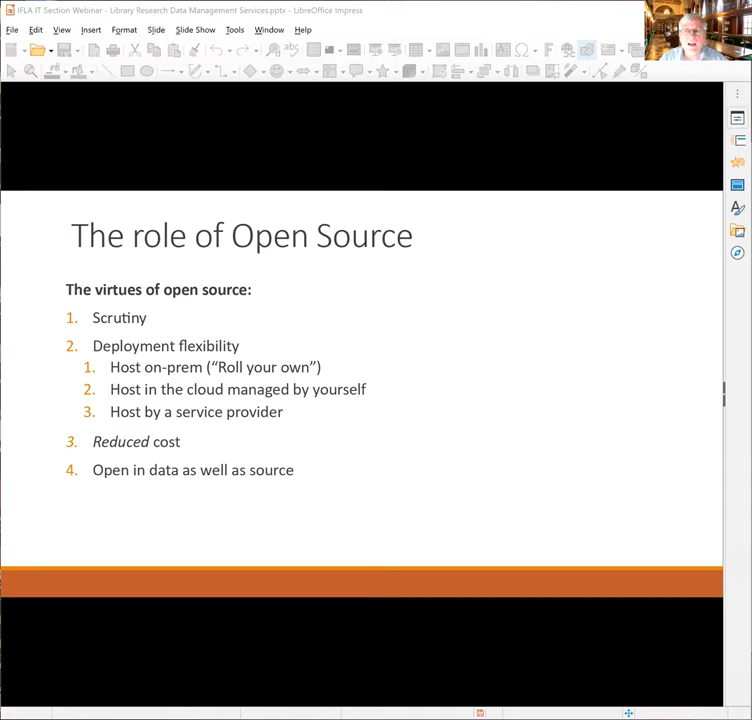 IFLA IT Section Webinar - Library Research Data Management Services.pptx - LibreOffice Impress
File Edit View Insert Format Slide Slide Show Tools Window Help
The role of Open Source
The virtues of open source:
1. Scrutiny
2. Deployment flexibility
1. Host on-prem (“Roll your own”)
2. Host in the cloud managed by yourself
3. Host by a service provider
3. Reduced cost
4. Open in data as well as source